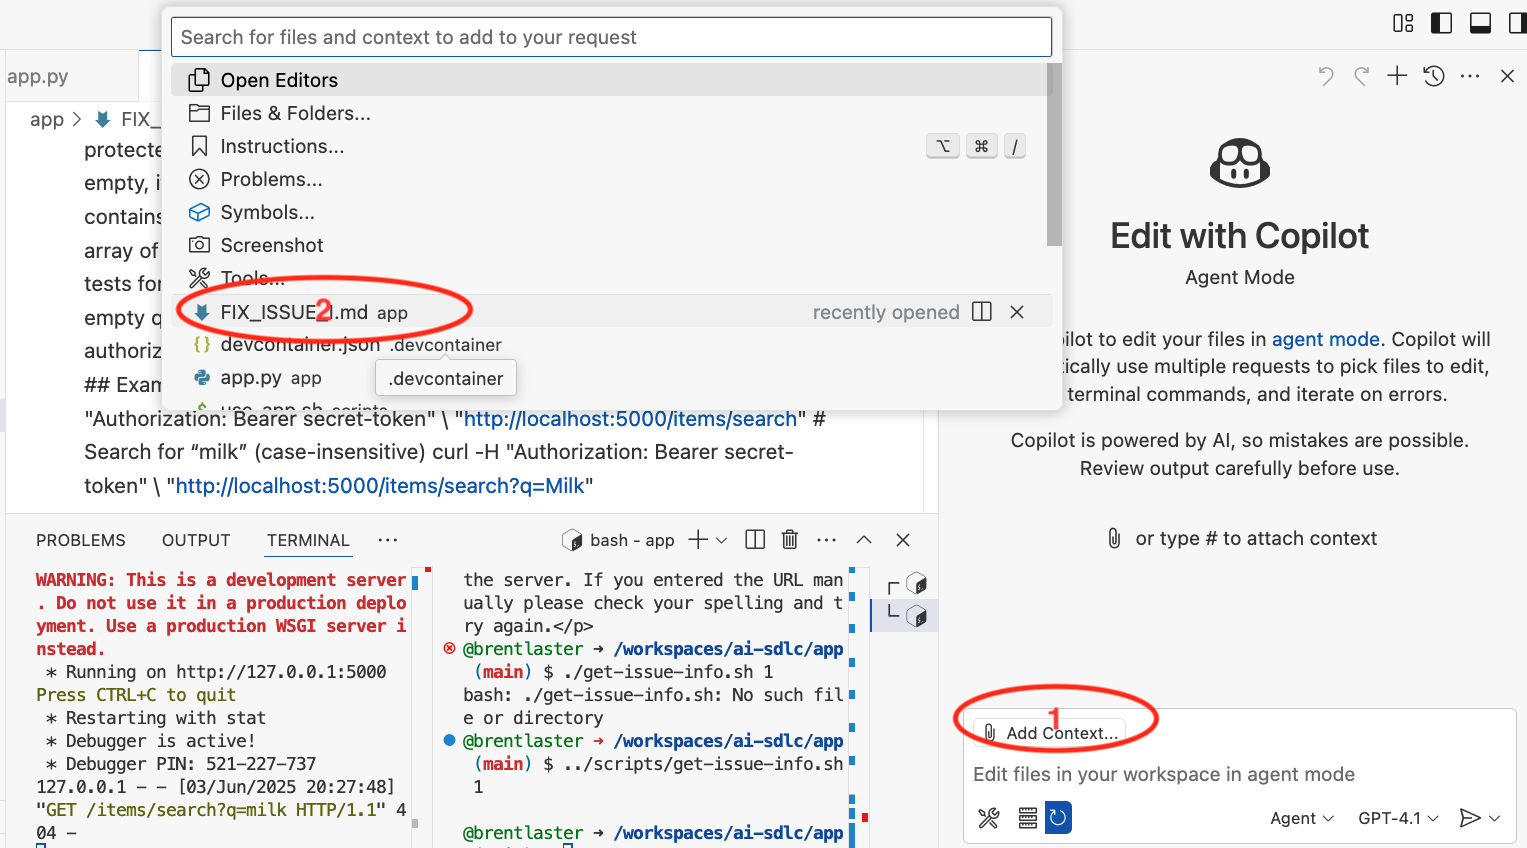 Search for files and context to add to your request
Open Editors
Files & Folders...
Instructions...
⌥ ⌘ /
Problems...
Symbols...
Screenshot
Tools...
FIX_ISSUE_1.md app
recently opened
2
devcontainer.json .devcontainer
app.py app
.devcontainer
app.py
app > FIX_
protecte
empty, i
contains
array of
tests for
empty q
authoriz
## Exam
"Authorization: Bearer secret-token" \ "http://localhost:5000/items/search" #
Search for “milk” (case-insensitive) curl -H "Authorization: Bearer secret-
token" \ "http://localhost:5000/items/search?q=Milk"
PROBLEMS OUTPUT TERMINAL ...
bash - app
WARNING: This is a development server
. Do not use it in a production deplo
yment. Use a production WSGI server i
nstead.
* Running on http://127.0.0.1:5000
Press CTRL+C to quit
* Restarting with stat
* Debugger is active!
* Debugger PIN: 521-227-737
127.0.0.1 - - [03/Jun/2025 20:27:48]
"GET /items/search?q=milk HTTP/1.1" 4
04 -
the server. If you entered the URL man
ually please check your spelling and t
ry again.</p>
@brentlaster ➜ /workspaces/ai-sdlc/app
(main) $ ./get-issue-info.sh 1
bash: ./get-issue-info.sh: No such fil
e or directory
@brentlaster ➜ /workspaces/ai-sdlc/app
(main) $ ../scripts/get-issue-info.sh
1
@brentlaster ➜ /workspaces/ai-sdlc/app
Edit with Copilot
Agent Mode
ilot to edit your files in agent mode. Copilot will
tically use multiple requests to pick files to edit,
terminal commands, and iterate on errors.
Copilot is powered by AI, so mistakes are possible.
Review output carefully before use.
or type # to attach context
1
Add Context...
Edit files in your workspace in agent mode
Agent
GPT-4.1